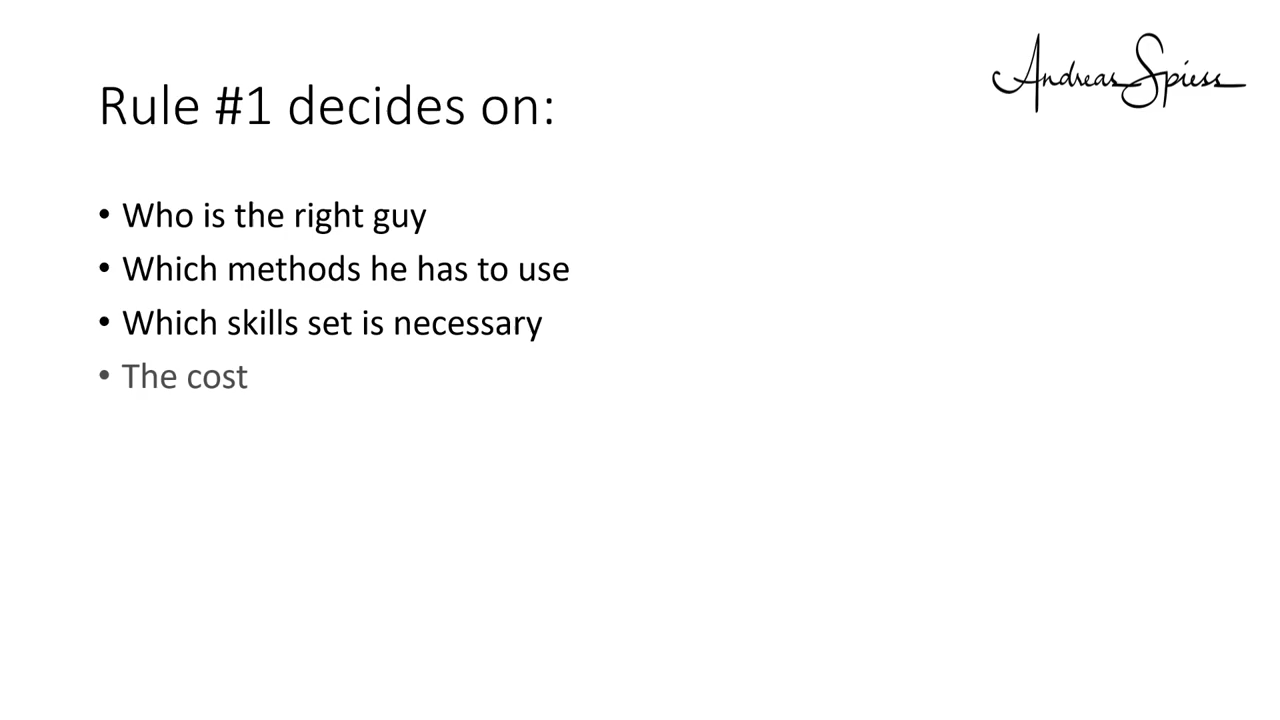 Andreas Spiess
Rule #1 decides on:
• Who is the right guy
• Which methods he has to use
• Which skills set is necessary
• The cost